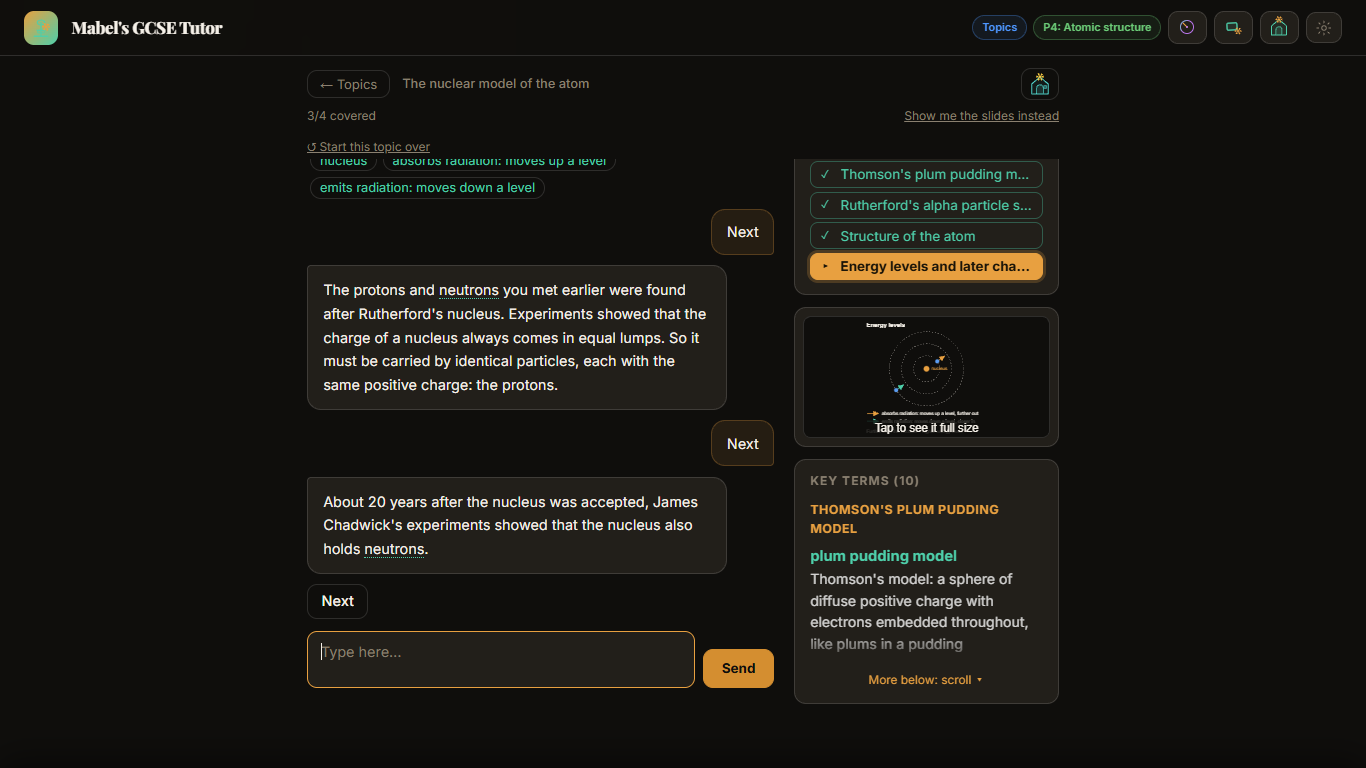 Mabel's GCSE Tutor
Topics
P4: Atomic structure
← Topics
The nuclear model of the atom
3/4 covered
Show me the slides instead
↺ Start this topic over
nucleus
absorbs radiation: moves up a level
emits radiation: moves down a level
Next
The protons and neutrons you met earlier were found
after Rutherford's nucleus. Experiments showed that the
charge of a nucleus always comes in equal lumps. So it
must be carried by identical particles, each with the
same positive charge: the protons.
Next
About 20 years after the nucleus was accepted, James
Chadwick's experiments showed that the nucleus also
holds neutrons.
Next
Type here...
Send
✓ Thomson's plum pudding m...
✓ Rutherford's alpha particle s...
✓ Structure of the atom
▸ Energy levels and later cha...
Energy levels
nucleus
absorbs radiation: moves up a level, further out
Tap to see it full size
KEY TERMS (10)
THOMSON'S PLUM PUDDING
MODEL
plum pudding model
Thomson's model: a sphere of
diffuse positive charge with
electrons embedded throughout,
like plums in a pudding
More below: scroll ▾